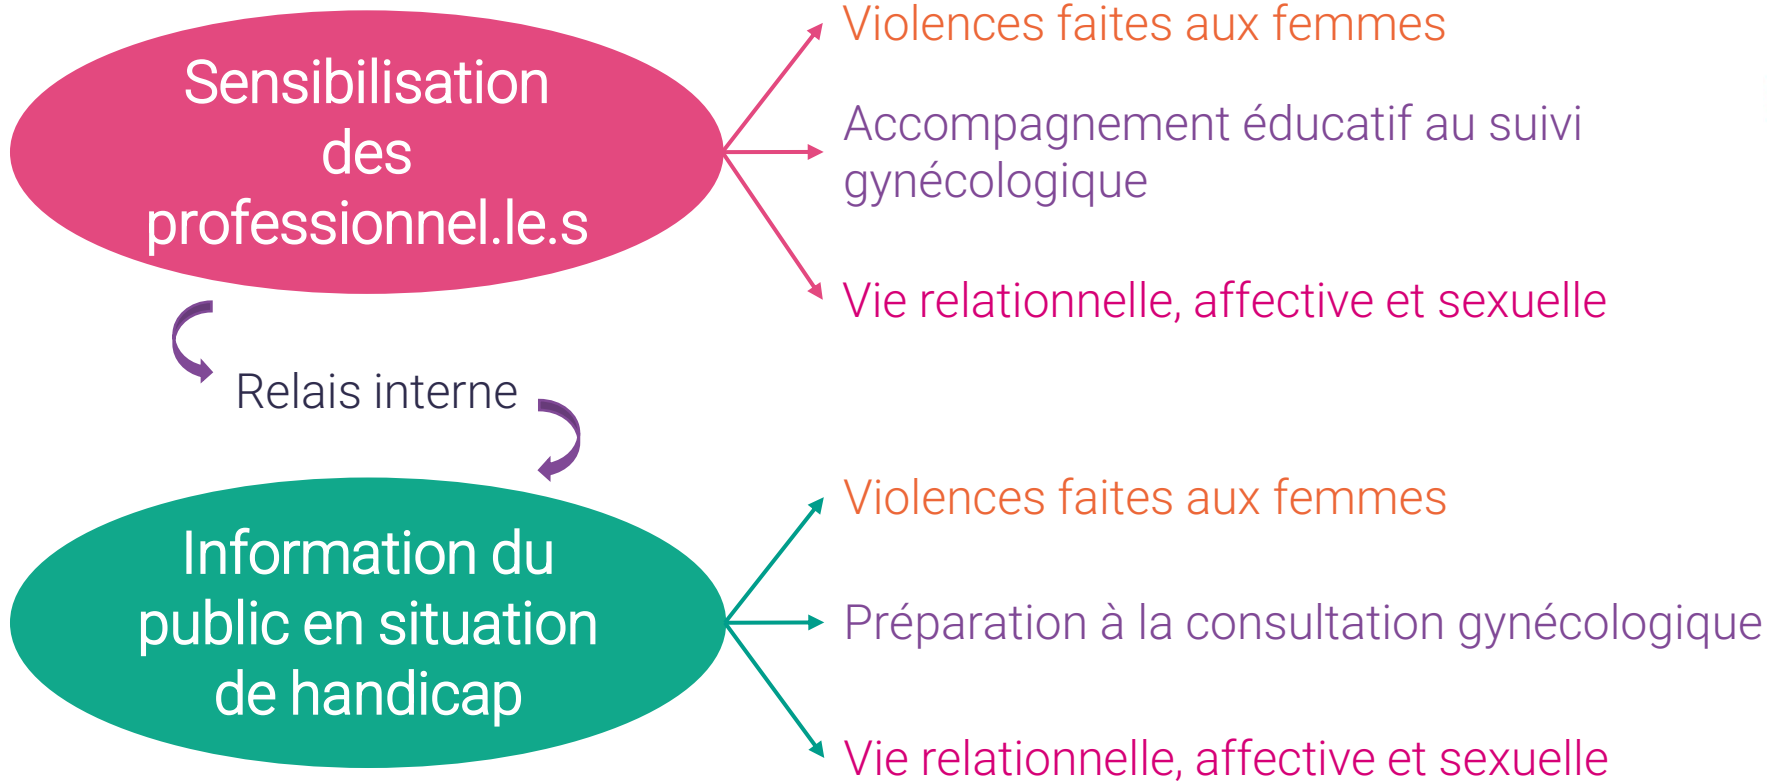 Sensibilisation
des
professionnel.le.s
Violences faites aux femmes
Accompagnement éducatif au suivi
gynécologique
Vie relationnelle, affective et sexuelle
Relais interne
Information du
public en situation
de handicap
Violences faites aux femmes
Préparation à la consultation gynécologique
Vie relationnelle, affective et sexuelle